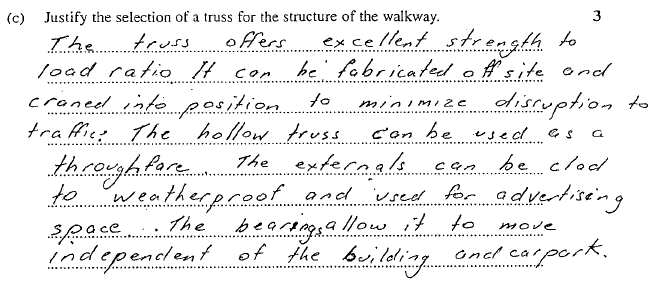 (c) Justify the selection of a truss for the structure of the walkway. 3
The truss offers excellent strength to
load ratio It can be fabricated off site and
craned into position to minimize disruption to
traffic. The hollow truss can be used as a
throughfare. The externals can be clad
to weatherproof and used for advertising
space.. The bearings allow it to move
independent of the building and carpark.